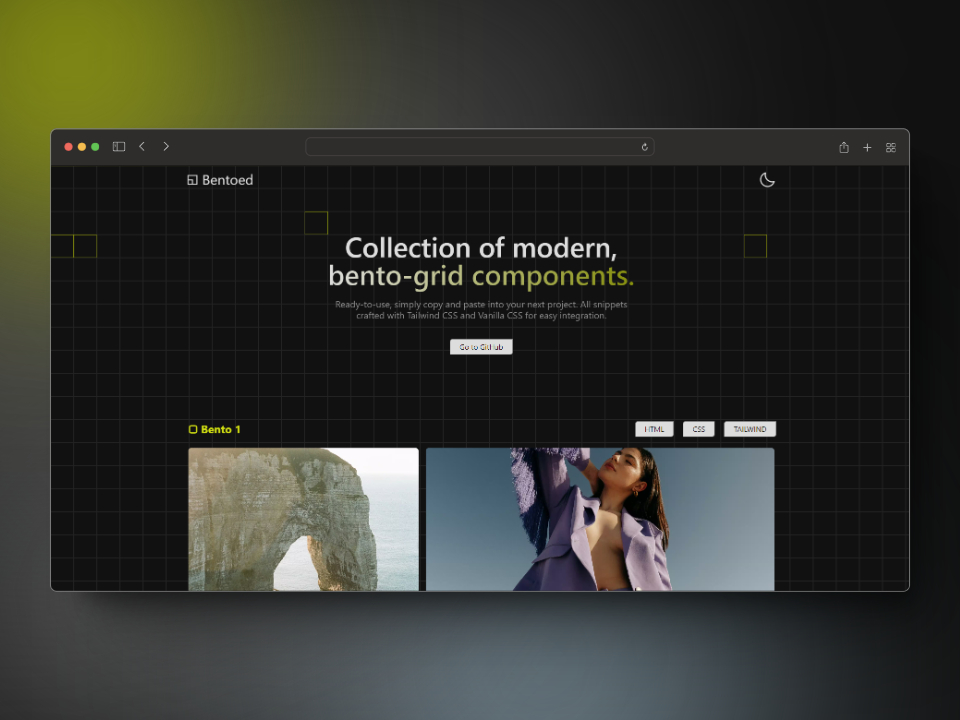 Bentoed
Collection of modern,
bento-grid components.
Ready-to-use, simply copy and paste into your next project. All snippets
crafted with Tailwind CSS and Vanilla CSS for easy integration.
Go to GitHub
Bento 1
HTML
CSS
TAILWIND